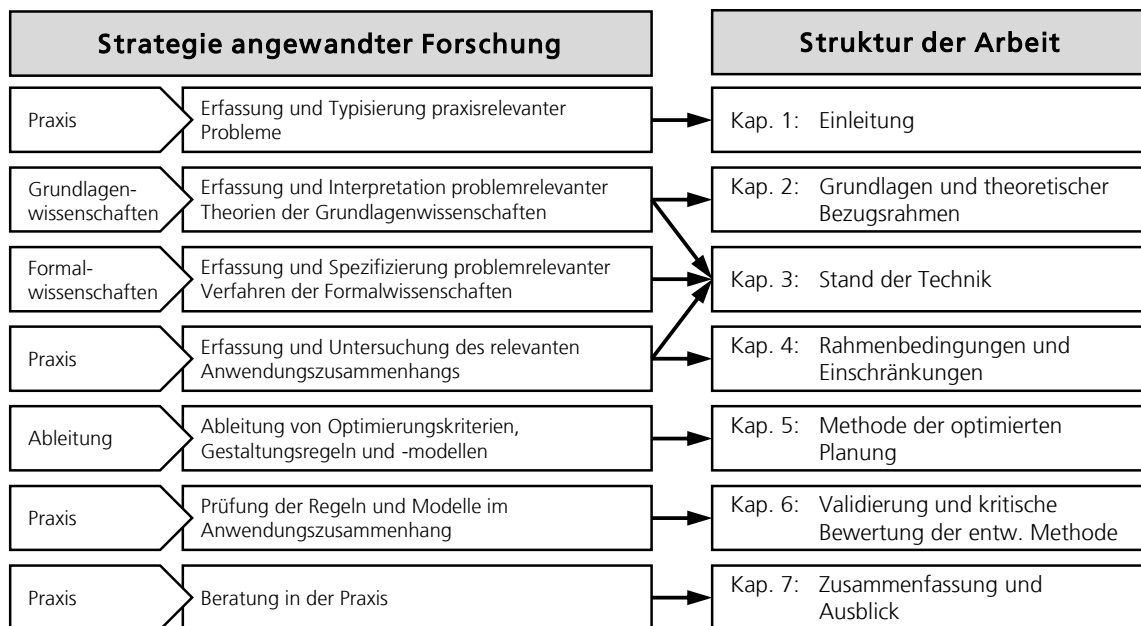 Strategie angewandter Forschung
Struktur der Arbeit
Praxis
Erfassung und Typisierung praxisrelevanter
Probleme
Kap. 1: Einleitung
Grundlagen-
wissenschaften
Erfassung und Interpretation problemrelevanter
Theorien der Grundlagenwissenschaften
Kap. 2: Grundlagen und theoretischer
Bezugsrahmen
Formal-
wissenschaften
Erfassung und Spezifizierung problemrelevanter
Verfahren der Formalwissenschaften
Kap. 3: Stand der Technik
Praxis
Erfassung und Untersuchung des relevanten
Anwendungszusammenhangs
Kap. 4: Rahmenbedingungen und
Einschränkungen
Ableitung
Ableitung von Optimierungskriterien,
Gestaltungsregeln und -modellen
Kap. 5: Methode der optimierten
Planung
Praxis
Prüfung der Regeln und Modelle im
Anwendungszusammenhang
Kap. 6: Validierung und kritische
Bewertung der entw. Methode
Praxis
Beratung in der Praxis
Kap. 7: Zusammenfassung und
Ausblick